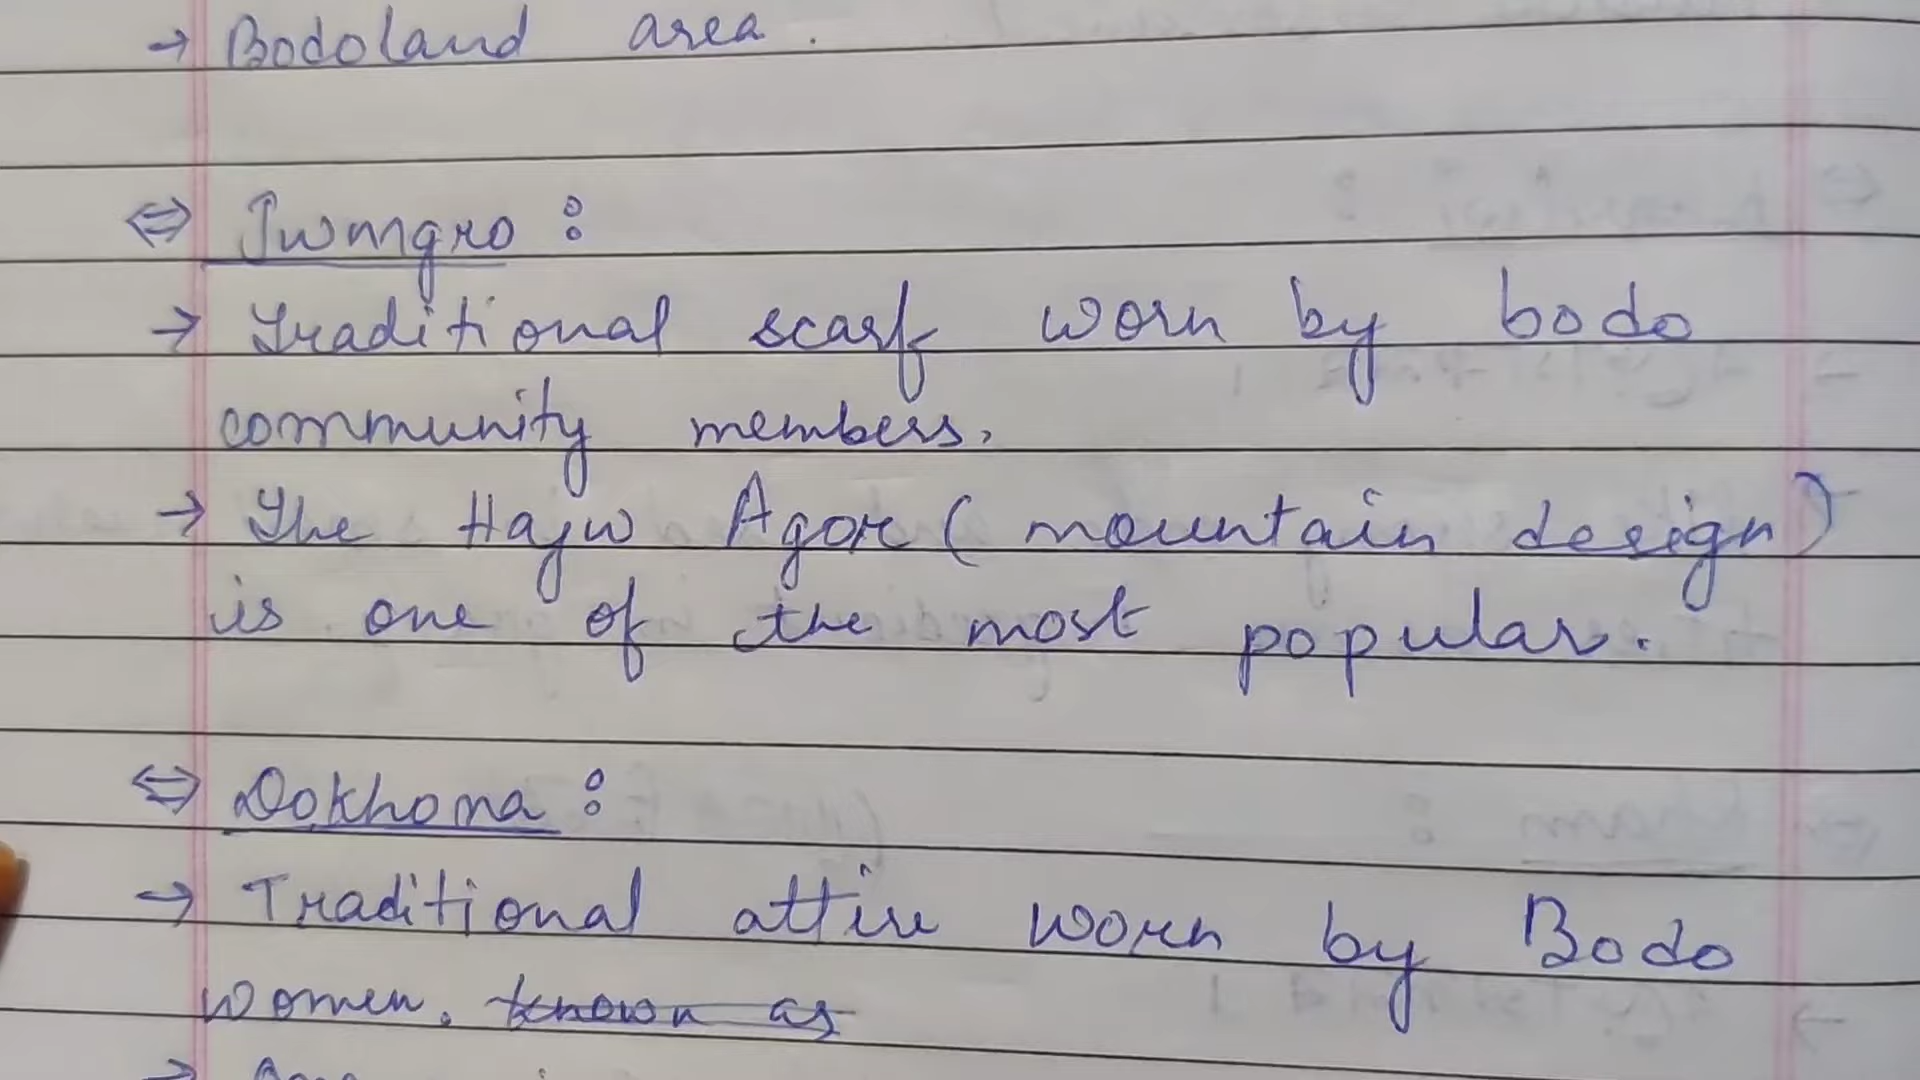 → Bodoland area.
⇔ Jwmgro :
→ Traditional scarf worn by bodo
community members.
→ The Hajw Agor (mountain design)
is one of the most popular.
⇔ Dokhona :
→ Traditional attire worn by Bodo
women. known as